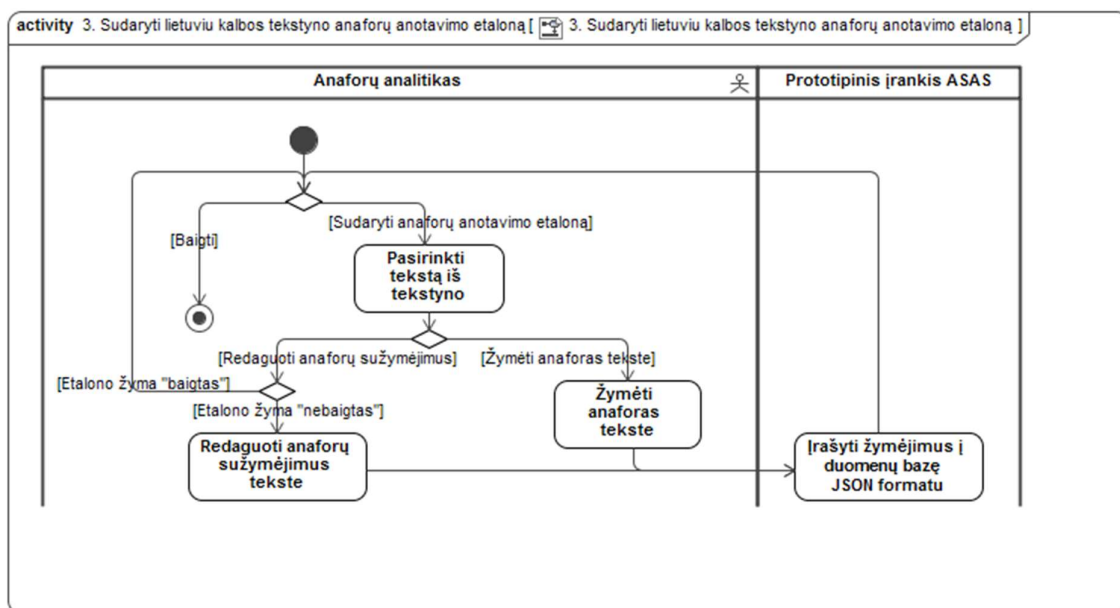 activity 3. Sudaryti lietuviu kalbos tekstyno anaforų anotavimo etaloną [ 3. Sudaryti lietuviu kalbos tekstyno anaforų anotavimo etaloną ]
Anaforų analitikas
Prototipinis įrankis ASAS
[Baigti]
[Sudaryti anaforų anotavimo etaloną]
Pasirinkti
tekstą iš
tekstyno
[Redaguoti anaforų sužymėjimus]
[Žymėti anaforas tekste]
[Etalono žyma "baigtas"]
[Etalono žyma "nebaigtas"]
Žymėti
anaforas
tekste
Redaguoti anaforų
sužymėjimus
tekste
Įrašyti žymėjimus į
duomenų bazę
JSON formatu